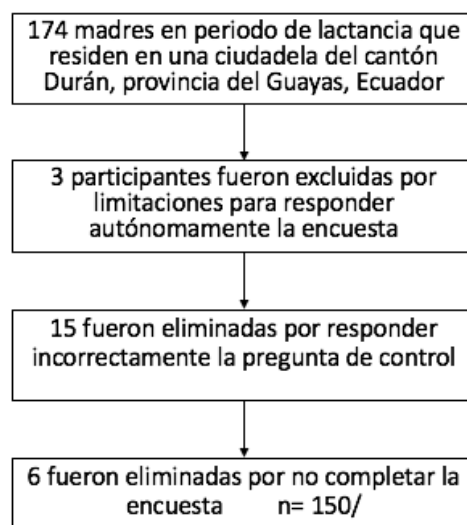 174 madres en periodo de lactancia que
residen en una ciudadela del cantón
Durán, provincia del Guayas, Ecuador
3 participantes fueron excluidas por
limitaciones para responder
autónomamente la encuesta
15 fueron eliminadas por responder
incorrectamente la pregunta de control
6 fueron eliminadas por no completar la
encuesta n= 150/